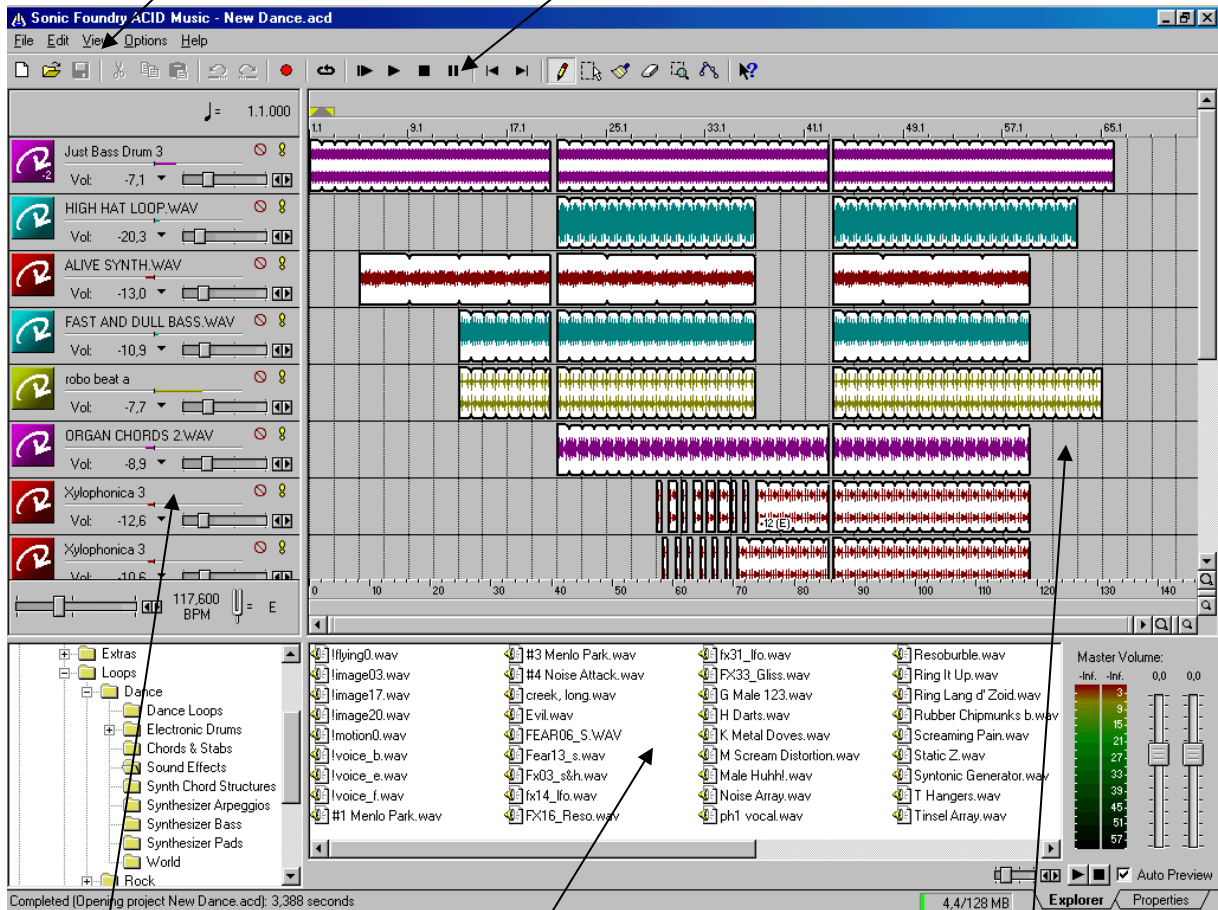 Sonic Foundry ACID Music - New Dance.acd
File Edit View Options Help
1.1.000
1.1 9.1 17.1 25.1 33.1 41.1 49.1 57.1 65.1
-2
Just Bass Drum 3
Vol: -7,1
HIGH HAT LOOP.WAV
Vol: -20,3
ALIVE SYNTH.WAV
Vol: -13,0
FAST AND DULL BASS.WAV
Vol: -10,9
robo beat a
Vol: -7,7
ORGAN CHORDS 2.WAV
Vol: -8,9
Xylophonica 3
Vol: -12,6
+12 (E)
Xylophonica 3
Vol: -10,6
0 10 20 30 40 50 60 70 80 90 100 110 120 130 140
117,600
BPM
= E
Extras
Loops
Dance
Dance Loops
Electronic Drums
Chords & Stabs
Sound Effects
Synth Chord Structures
Synthesizer Arpeggios
Synthesizer Bass
Synthesizer Pads
World
Rock
!flying0.wav #3 Menlo Park.wav fx31_lfo.wav Resoburble.wav
!image03.wav #4 Noise Attack.wav FX33_Gliss.wav Ring It Up.wav
!image17.wav creek, long.wav G Male 123.wav Ring Lang d' Zoid.wav
!image20.wav Evil.wav H Darts.wav Rubber Chipmunks b.wav
!motion0.wav FEAR06_S.WAV K Metal Doves.wav Screaming Pain.wav
!voice_b.wav Fear13_s.wav M Scream Distortion.wav Static Z.wav
!voice_e.wav Fx03_s&h.wav Male Huhh!.wav Syntonic Generator.wav
!voice_f.wav fx14_lfo.wav Noise Array.wav T Hangers.wav
#1 Menlo Park.wav FX16_Reso.wav ph1 vocal.wav Tinsel Array.wav
Master Volume:
-Inf. -Inf. 0,0 0,0
3
9
15
21
27
33
39
45
51
57
Auto Preview
Completed (Opening project New Dance.acd): 3,388 seconds
4,4/128 MB
Explorer Properties